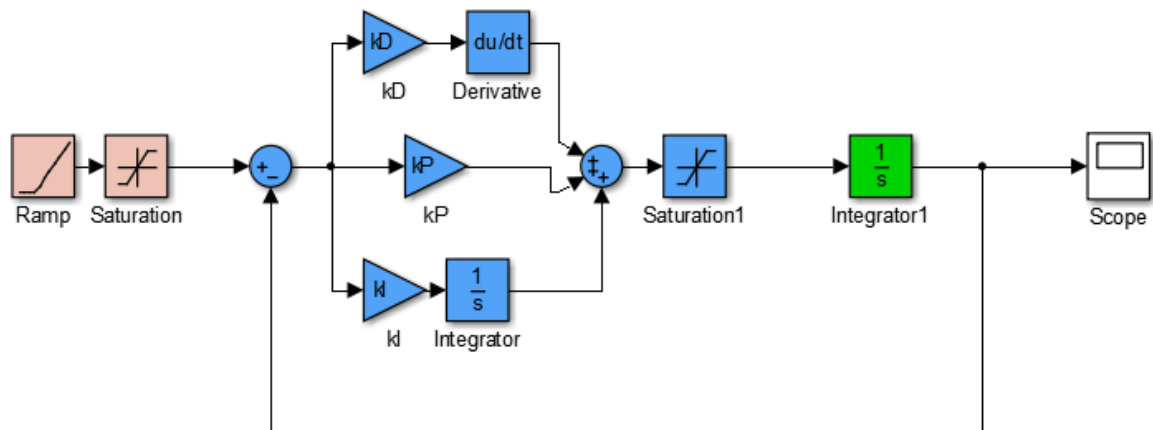 kD
du/dt
kD
Derivative
+
−
kP
+
+
+
1
s
Ramp
Saturation
kP
Saturation1
Integrator1
Scope
kI
1
s
kI
Integrator